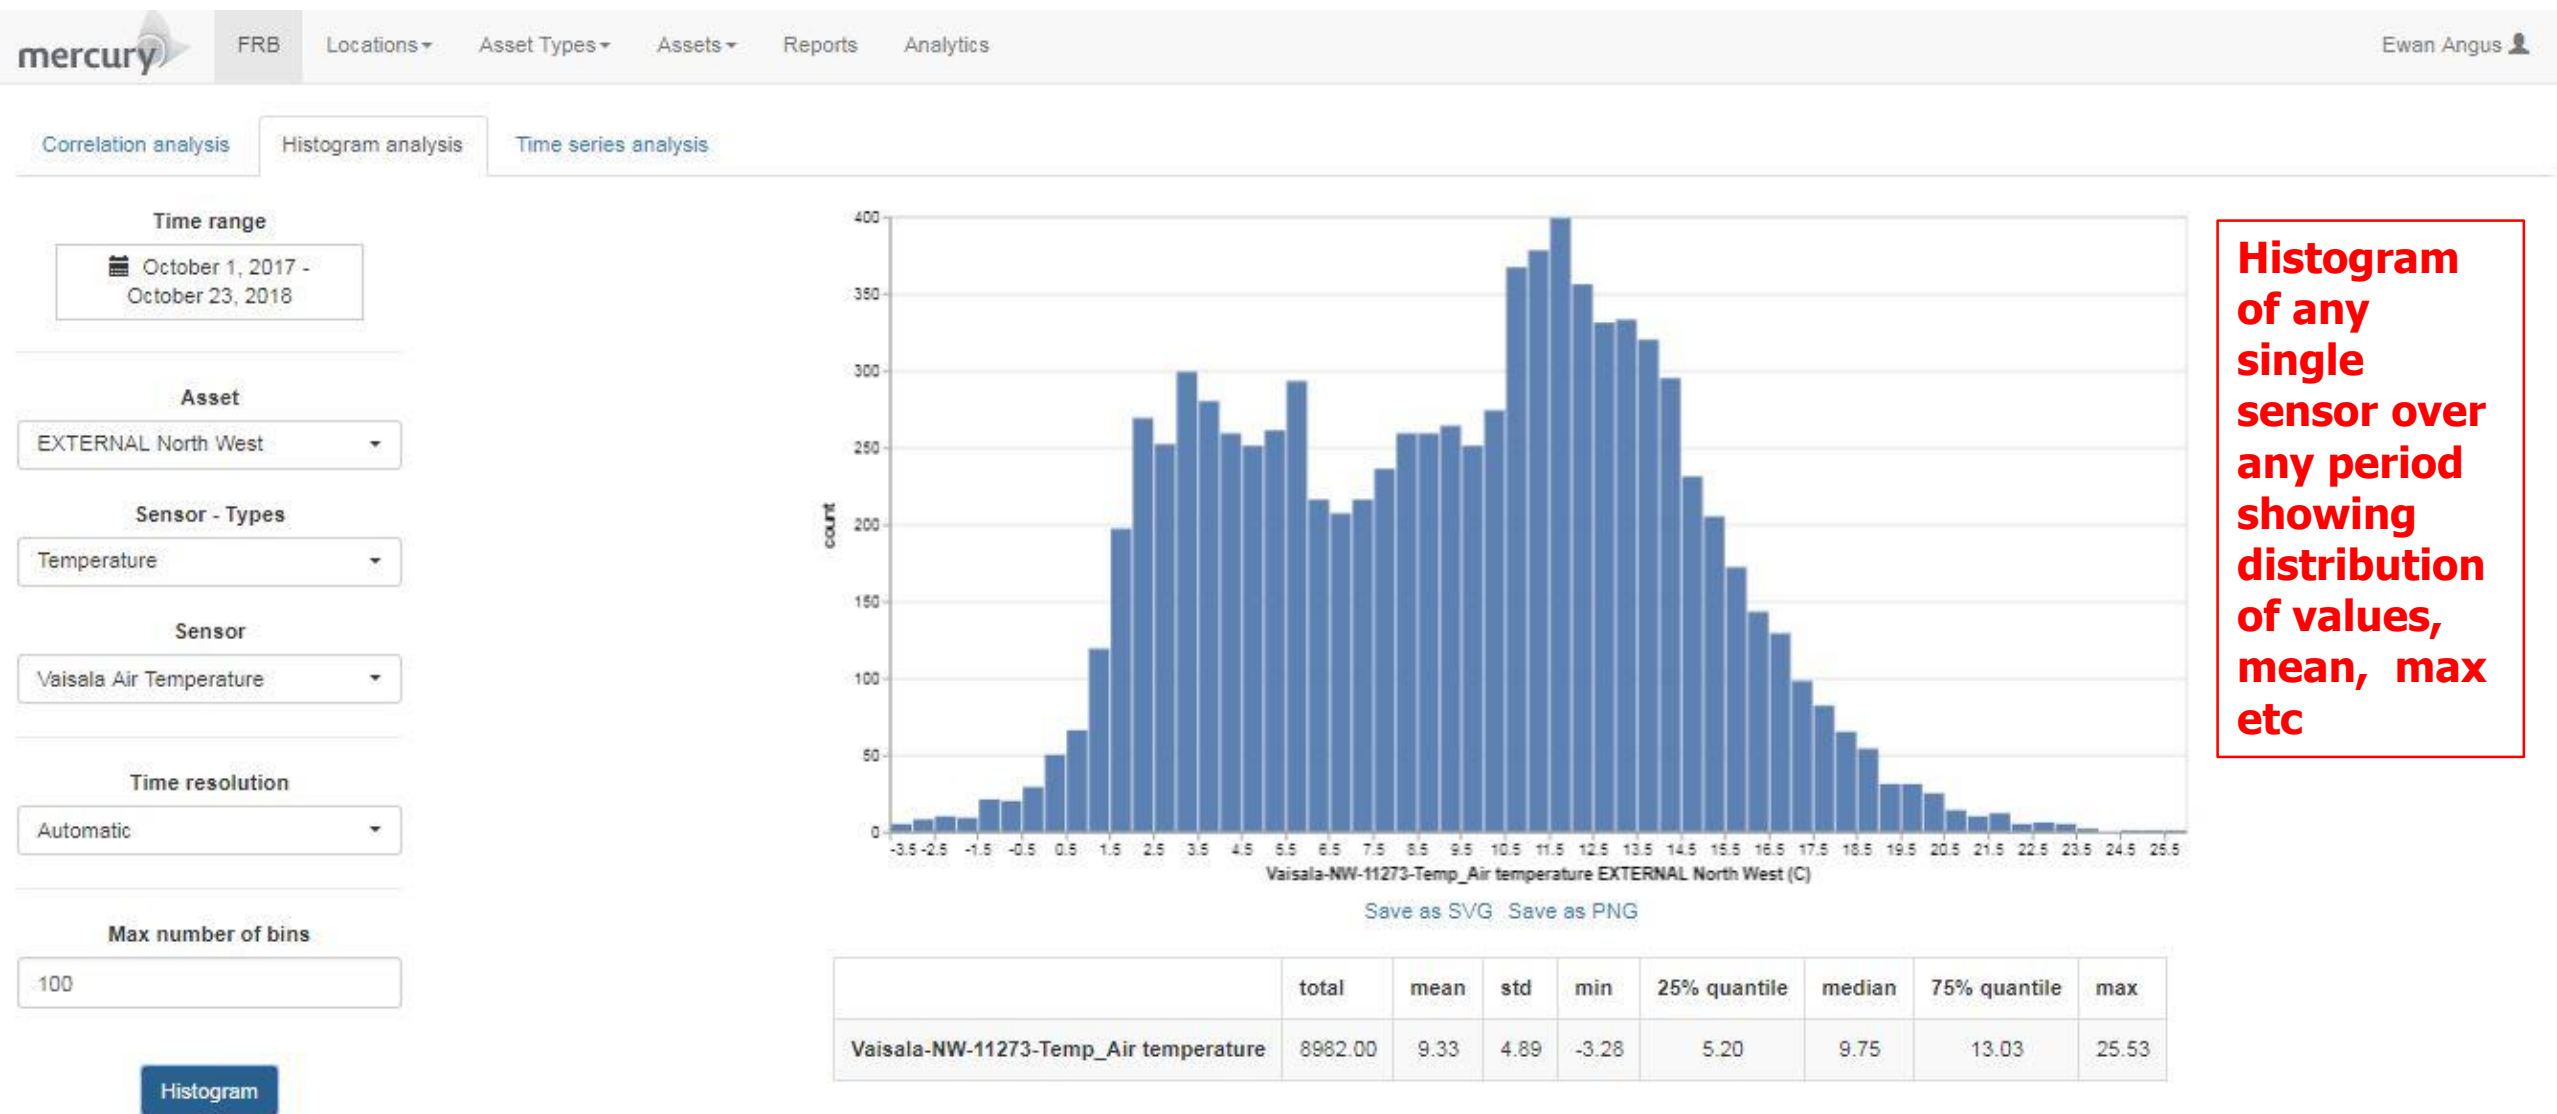 mercury FRB Locations Asset Types Assets Reports Analytics Ewan Angus
Correlation analysis Histogram analysis Time series analysis
Time range
October 1, 2017 -
October 23, 2018
Asset
EXTERNAL North West
Sensor - Types
Temperature
Sensor
Vaisala Air Temperature
Time resolution
Automatic
Max number of bins
100
Histogram
400
350
300
250
200
150
100
50
0
count
-3.5 -2.5 -1.5 -0.5 0.5 1.5 2.5 3.5 4.5 5.5 6.5 7.5 8.5 9.5 10.5 11.5 12.5 13.5 14.5 15.5 16.5 17.5 18.5 19.5 20.5 21.5 22.5 23.5 24.5 25.5
Vaisala-NW-11273-Temp_Air temperature EXTERNAL North West (C)
Save as SVG Save as PNG
total mean std min 25% quantile median 75% quantile max
Vaisala-NW-11273-Temp_Air temperature 8982.00 9.33 4.89 -3.28 5.20 9.75 13.03 25.53
Histogram
of any
single
sensor over
any period
showing
distribution
of values,
mean, max
etc